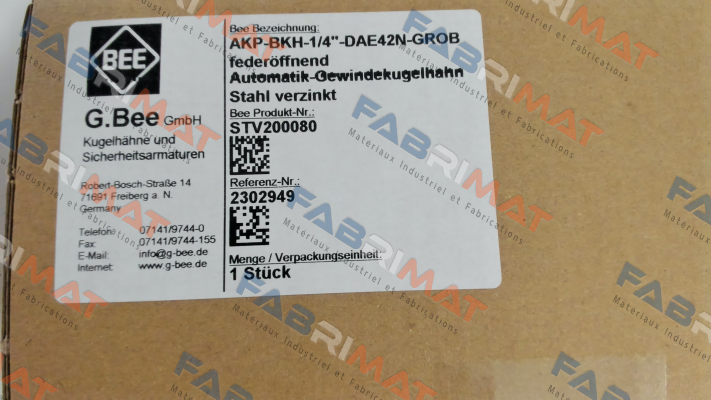 BEE
G.Bee GmbH
Kugelhähne und
Sicherheitsarmaturen
Robert-Bosch-Straße 14
71691 Freiberg a. N.
Germany
Telefon: 07141/9744-0
Fax: 07141/9744-155
E-Mail: info@g-bee.de
Internet: www.g-bee.de
Bee Bezeichnung:
AKP-BKH-1/4"-DAE42N-GROB
federöffnend
Automatik-Gewindekugelhahn
Stahl verzinkt
Bee Produkt-Nr.:
STV200080
Referenz-Nr.:
2302949
Menge / Verpackungseinheit:
1 Stück
FABRIMAT
Materiaux Industriel et Fabrications